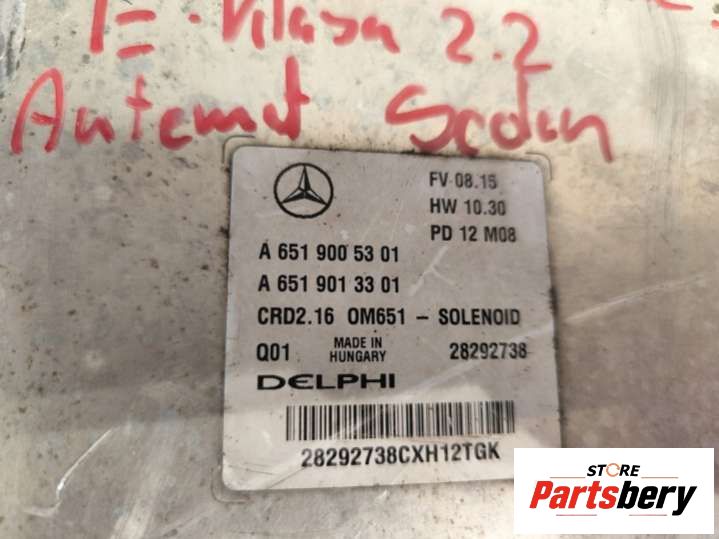 E-Klasa 2.2
Automat Sedan
FV 08.15
HW 10.30
PD 12 M08
A 651 900 53 01
A 651 901 33 01
CRD2.16 OM651 - SOLENOID
Q01 MADE IN HUNGARY 28292738
DELPHI
28292738CXH12TGK
STORE
Partsbery